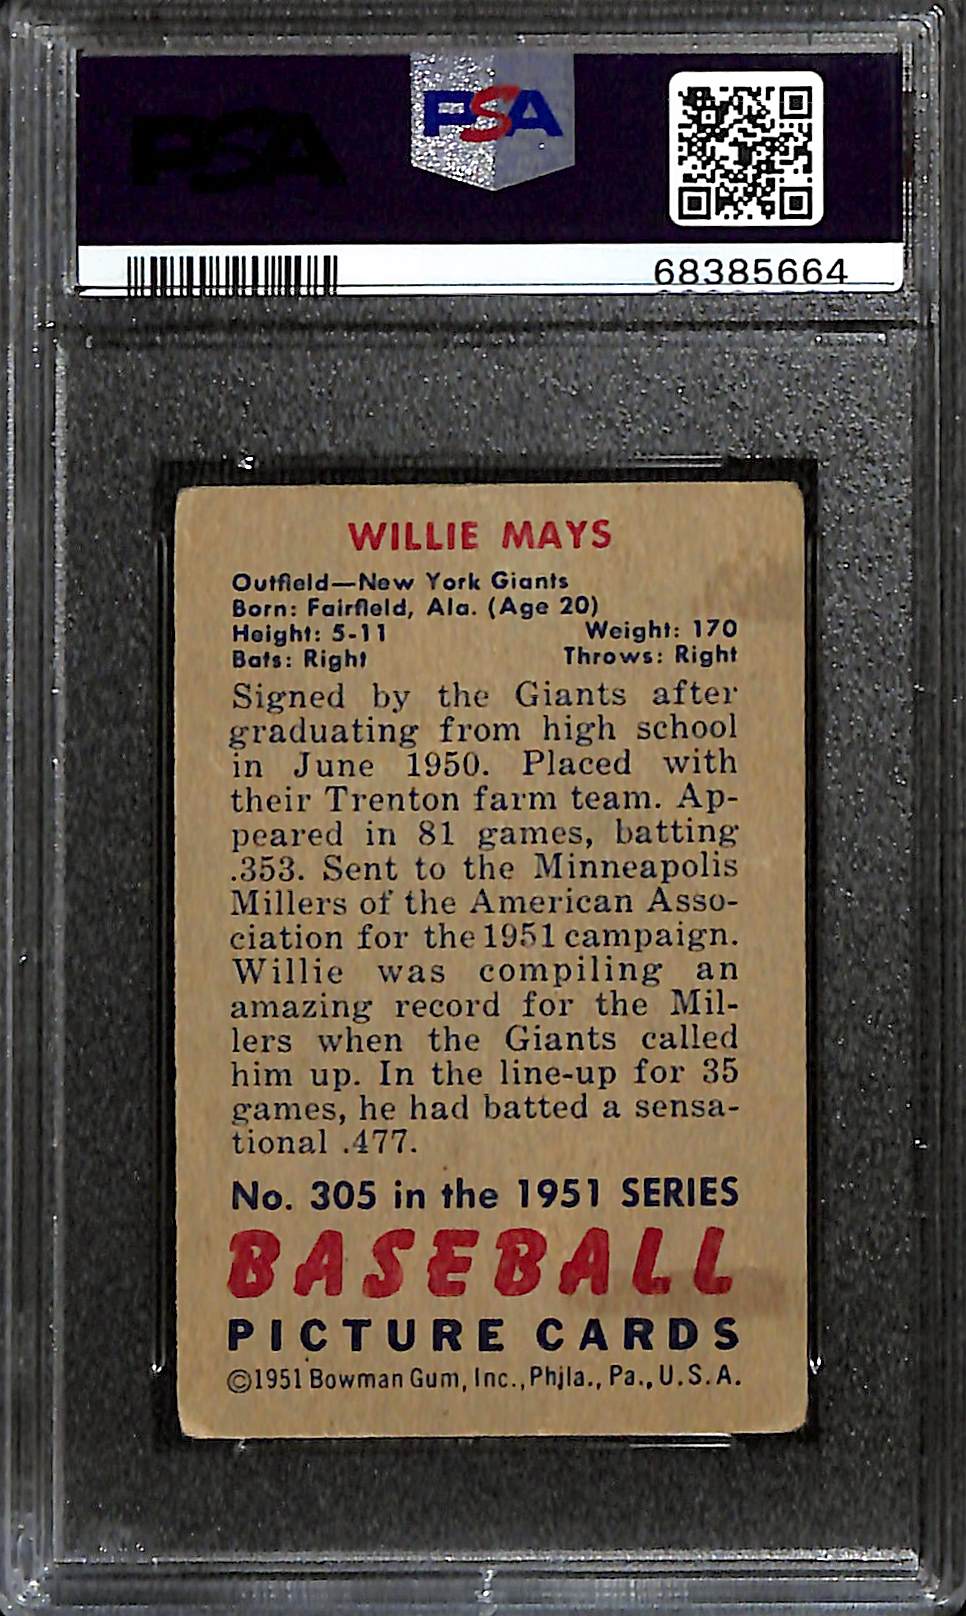 PSA
PSA
68385664
WILLIE MAYS
Outfield—New York Giants
Born: Fairfield, Ala. (Age 20)
Height: 5-11 Weight: 170
Bats: Right Throws: Right
Signed by the Giants after
graduating from high school
in June 1950. Placed with
their Trenton farm team. Ap-
peared in 81 games, batting
.353. Sent to the Minneapolis
Millers of the American Asso-
ciation for the 1951 campaign.
Willie was compiling an
amazing record for the Mil-
lers when the Giants called
him up. In the line-up for 35
games, he had batted a sensa-
tional .477.
No. 305 in the 1951 SERIES
BASEBALL
PICTURE CARDS
©1951 Bowman Gum, Inc., Phila., Pa., U.S.A.